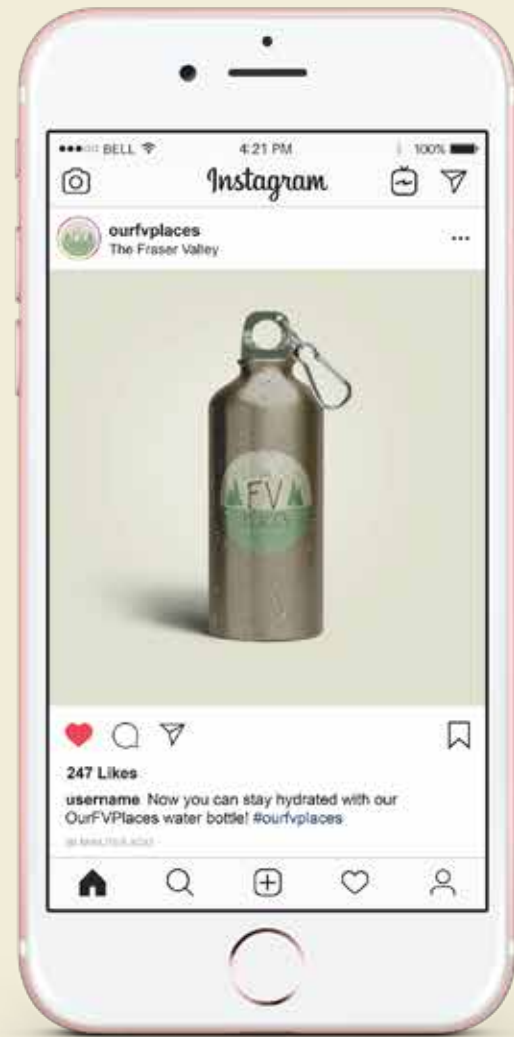 BELL 4:21 PM 100%
Instagram
ourfvplaces
The Fraser Valley
FV
247 Likes
username Now you can stay hydrated with our
OurFVPlaces water bottle! #ourfvplaces